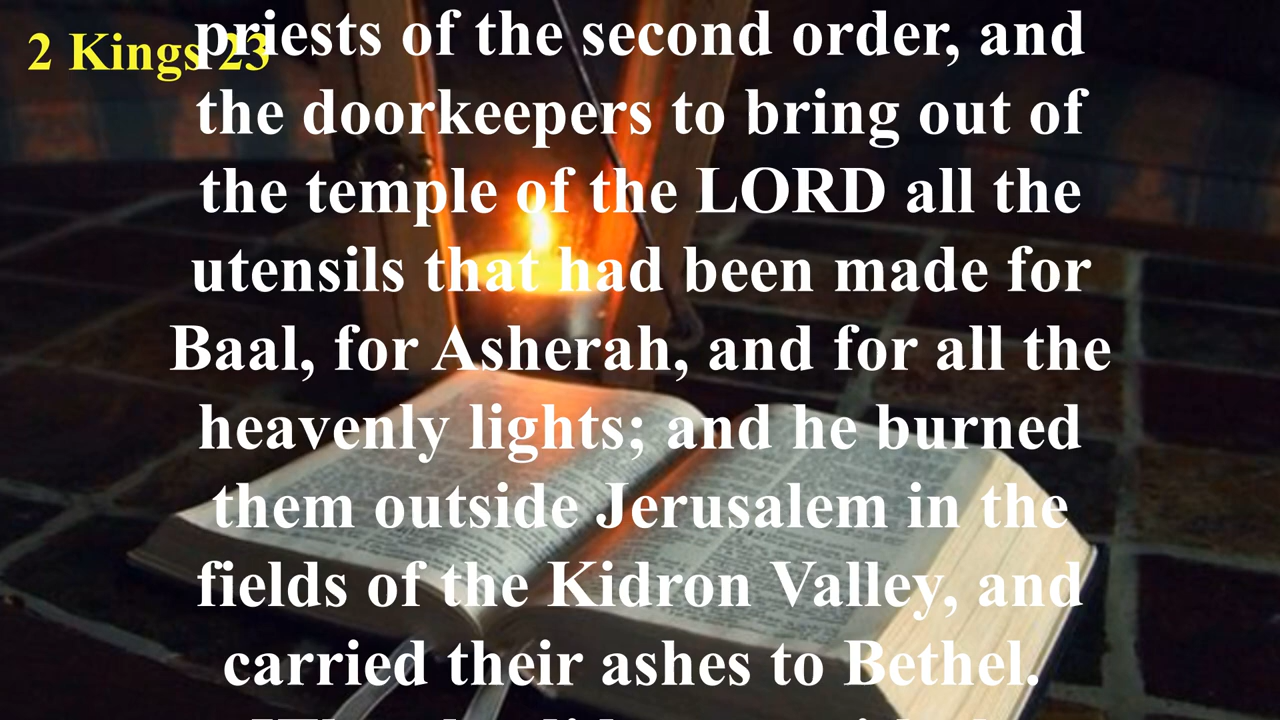 2 Kings 23
priests of the second order, and
the doorkeepers to bring out of
the temple of the LORD all the
utensils that had been made for
Baal, for Asherah, and for all the
heavenly lights; and he burned
them outside Jerusalem in the
fields of the Kidron Valley, and
carried their ashes to Bethel.